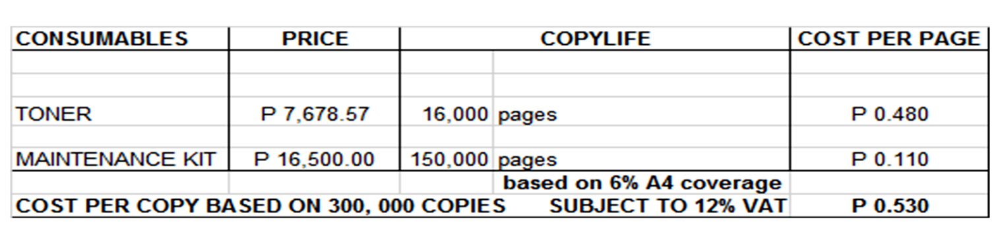 CONSUMABLES PRICE COPYLIFE COST PER PAGE
TONER P 7,678.57 16,000 pages P 0.480
MAINTENANCE KIT P 16,500.00 150,000 pages P 0.110
based on 6% A4 coverage
COST PER COPY BASED ON 300, 000 COPIES SUBJECT TO 12% VAT P 0.530